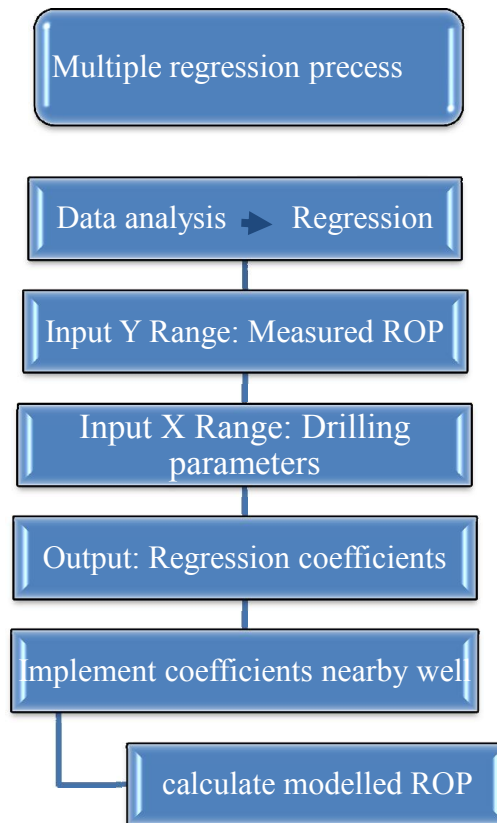 Multiple regression precess
Data analysis Regression
Input Y Range: Measured ROP
Input X Range: Drilling
parameters
Output: Regression coefficients
Implement coefficients nearby well
calculate modelled ROP